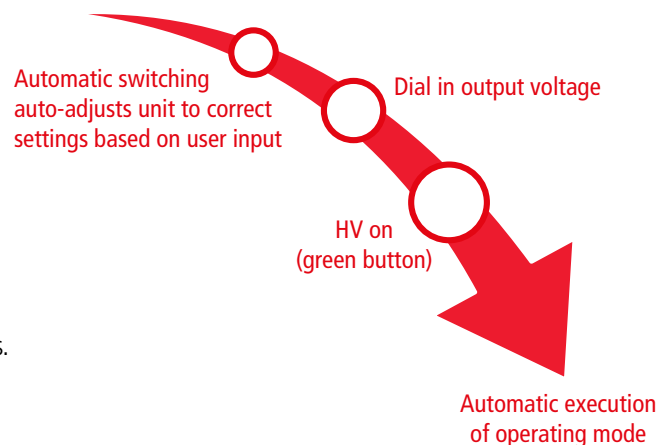 Automatic switching
auto-adjusts unit to correct
settings based on user input
Dial in output voltage
HV on
(green button)
s.
Automatic execution
of operating mode